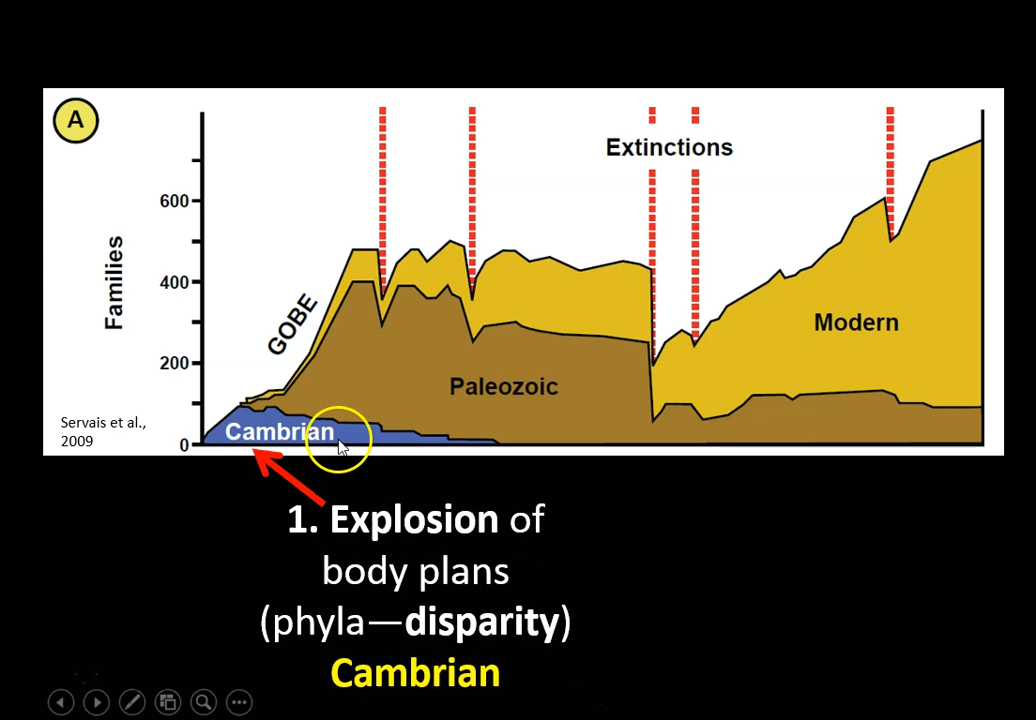 A
Extinctions
600
Families
400
GOBE
Modern
200
Paleozoic
Servais et al.,
2009
Cambrian
0
1. Explosion of
body plans
(phyla—disparity)
Cambrian